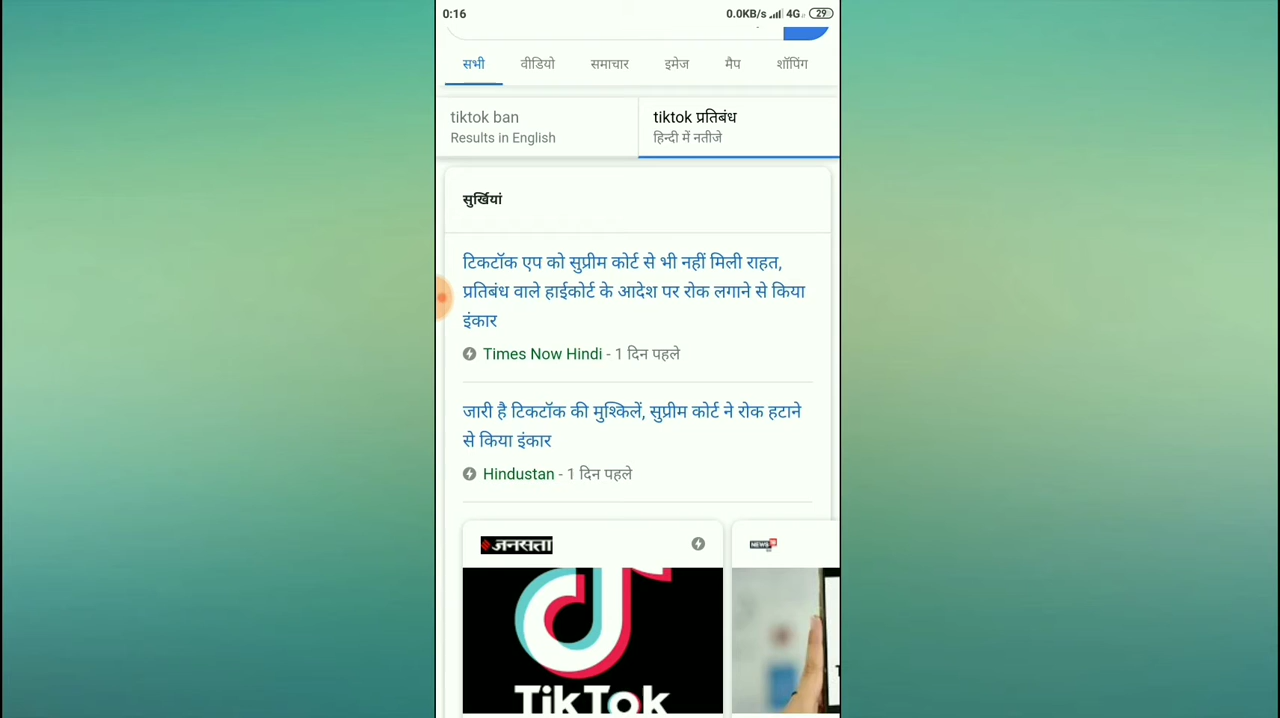 0:16 0.0KB/s 4G 29
सभी वीडियो समाचार इमेज मैप शॉपिंग
tiktok ban
Results in English
tiktok प्रतिबंध
हिन्दी में नतीजे
सुर्खियां
टिकटॉक एप को सुप्रीम कोर्ट से भी नहीं मिली राहत,
प्रतिबंध वाले हाईकोर्ट के आदेश पर रोक लगाने से किया
इंकार
Times Now Hindi - 1 दिन पहले
जारी है टिकटॉक की मुश्किलें, सुप्रीम कोर्ट ने रोक हटाने
से किया इंकार
Hindustan - 1 दिन पहले
जनसत्ता
NEWS18
TikTok